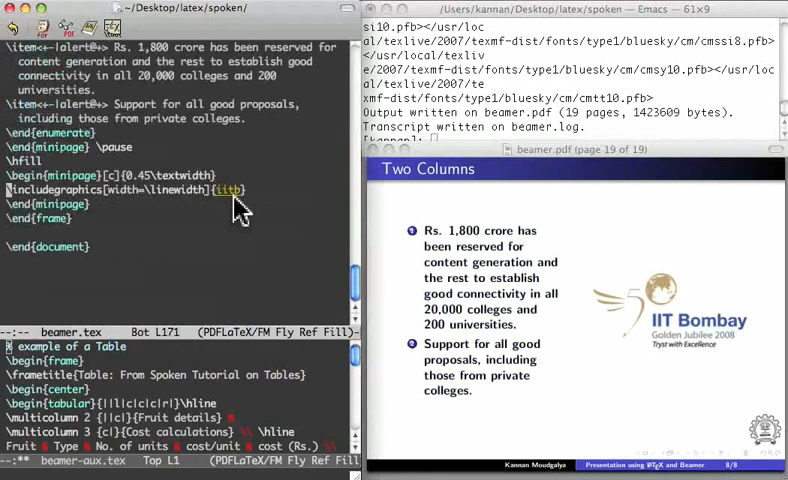 ~/Desktop/latex/spoken/
\item<+-|alert@+> Rs. 1,800 crore has been reserved for
content generation and the rest to establish good
connectivity in all 20,000 colleges and 200
universities.
\item<+-|alert@+> Support for all good proposals,
including those from private colleges.
\end{enumerate}
\end{minipage} \pause
\hfill
\begin{minipage}[c]{0.45\textwidth}
\includegraphics[width=\linewidth]{iitb}
\end{minipage}
\end{frame}
\end{document}
--:-- beamer.tex Bot L171 (PDFLaTeX/FM Fly Ref Fill)-
% example of a Table
\begin{frame}
\frametitle{Table: From Spoken Tutorial on Tables}
\begin{center}
\begin{tabular}{||l|c|c|c|r|}\hline
\multicolumn 2 {||c|}{Fruit details} &
\multicolumn 3 {c|}{Cost calculations} \\ \hline
Fruit & Type & No. of units & cost/unit & cost (Rs.) \\
--:** beamer-aux.tex Top L1 (PDFLaTeX/FM Fly Ref Fill)
/Users/kannan/Desktop/latex/spoken — Emacs — 61×9
si10.pfb></usr/loc
al/texlive/2007/texmf-dist/fonts/type1/bluesky/cm/cmssi8.pfb>
</usr/local/texliv
e/2007/texmf-dist/fonts/type1/bluesky/cm/cmsy10.pfb></usr/loc
al/texlive/2007/te
xmf-dist/fonts/type1/bluesky/cm/cmtt10.pfb>
Output written on beamer.pdf (19 pages, 1423609 bytes).
Transcript written on beamer.log.
beamer.pdf (page 19 of 19)
Two Columns
1 Rs. 1,800 crore has
been reserved for
content generation and
the rest to establish
good connectivity in all
20,000 colleges and
200 universities.
2 Support for all good
proposals, including
those from private
colleges.
IIT Bombay
Golden Jubilee 2008
Tryst with Excellence
Kannan Moudgalya Presentation using LATEX and Beamer 8/8